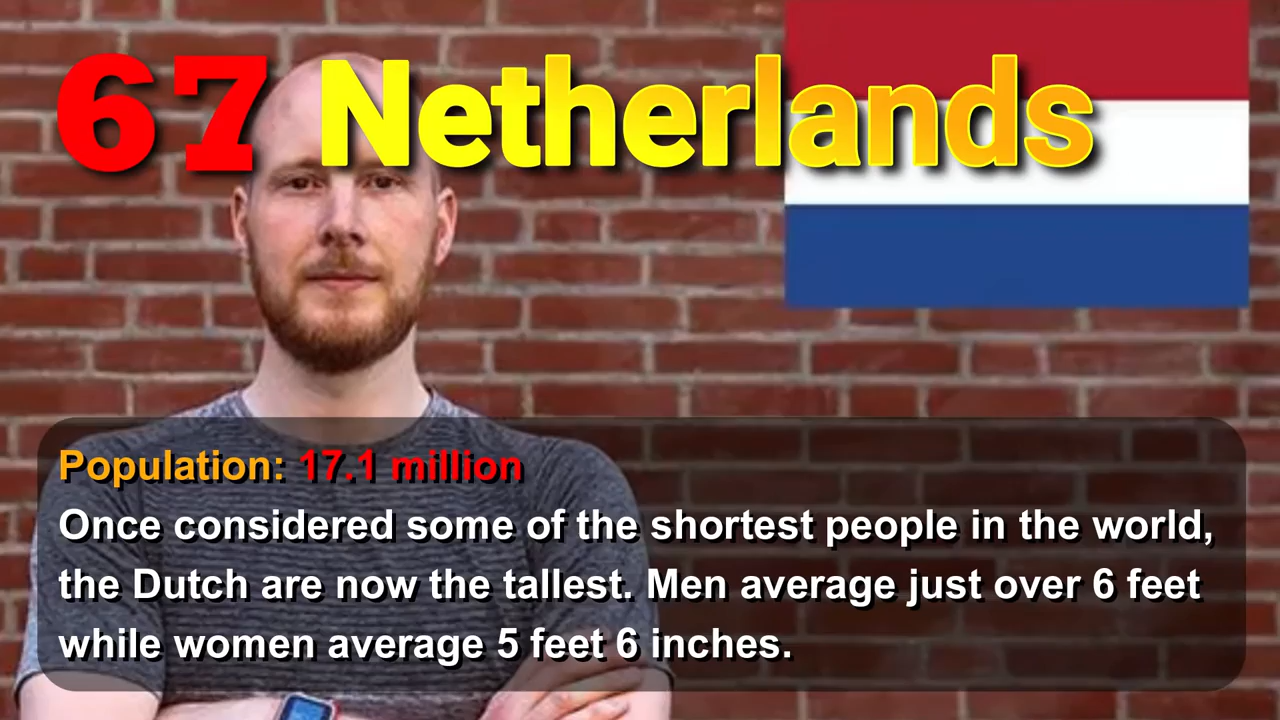 67 Netherlands
Population: 17.1 million
Once considered some of the shortest people in the world,
the Dutch are now the tallest. Men average just over 6 feet
while women average 5 feet 6 inches.